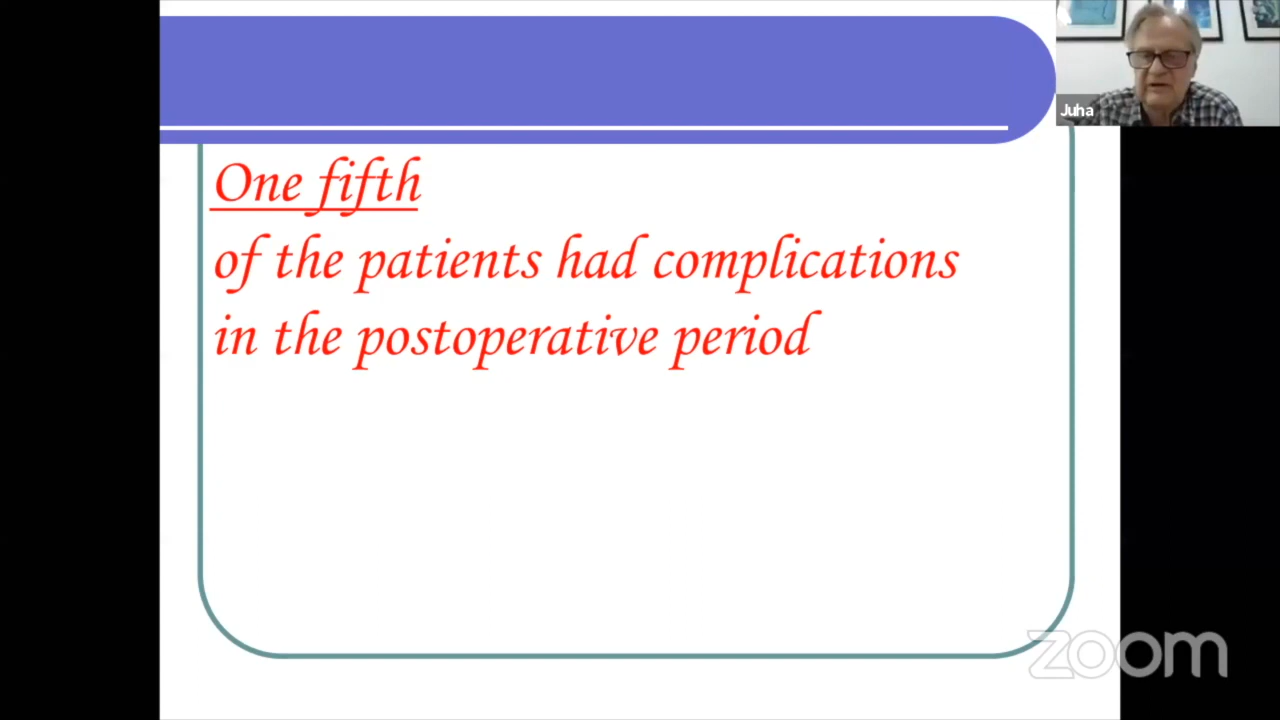 Juha
One fifth
of the patients had complications
in the postoperative period
zoom